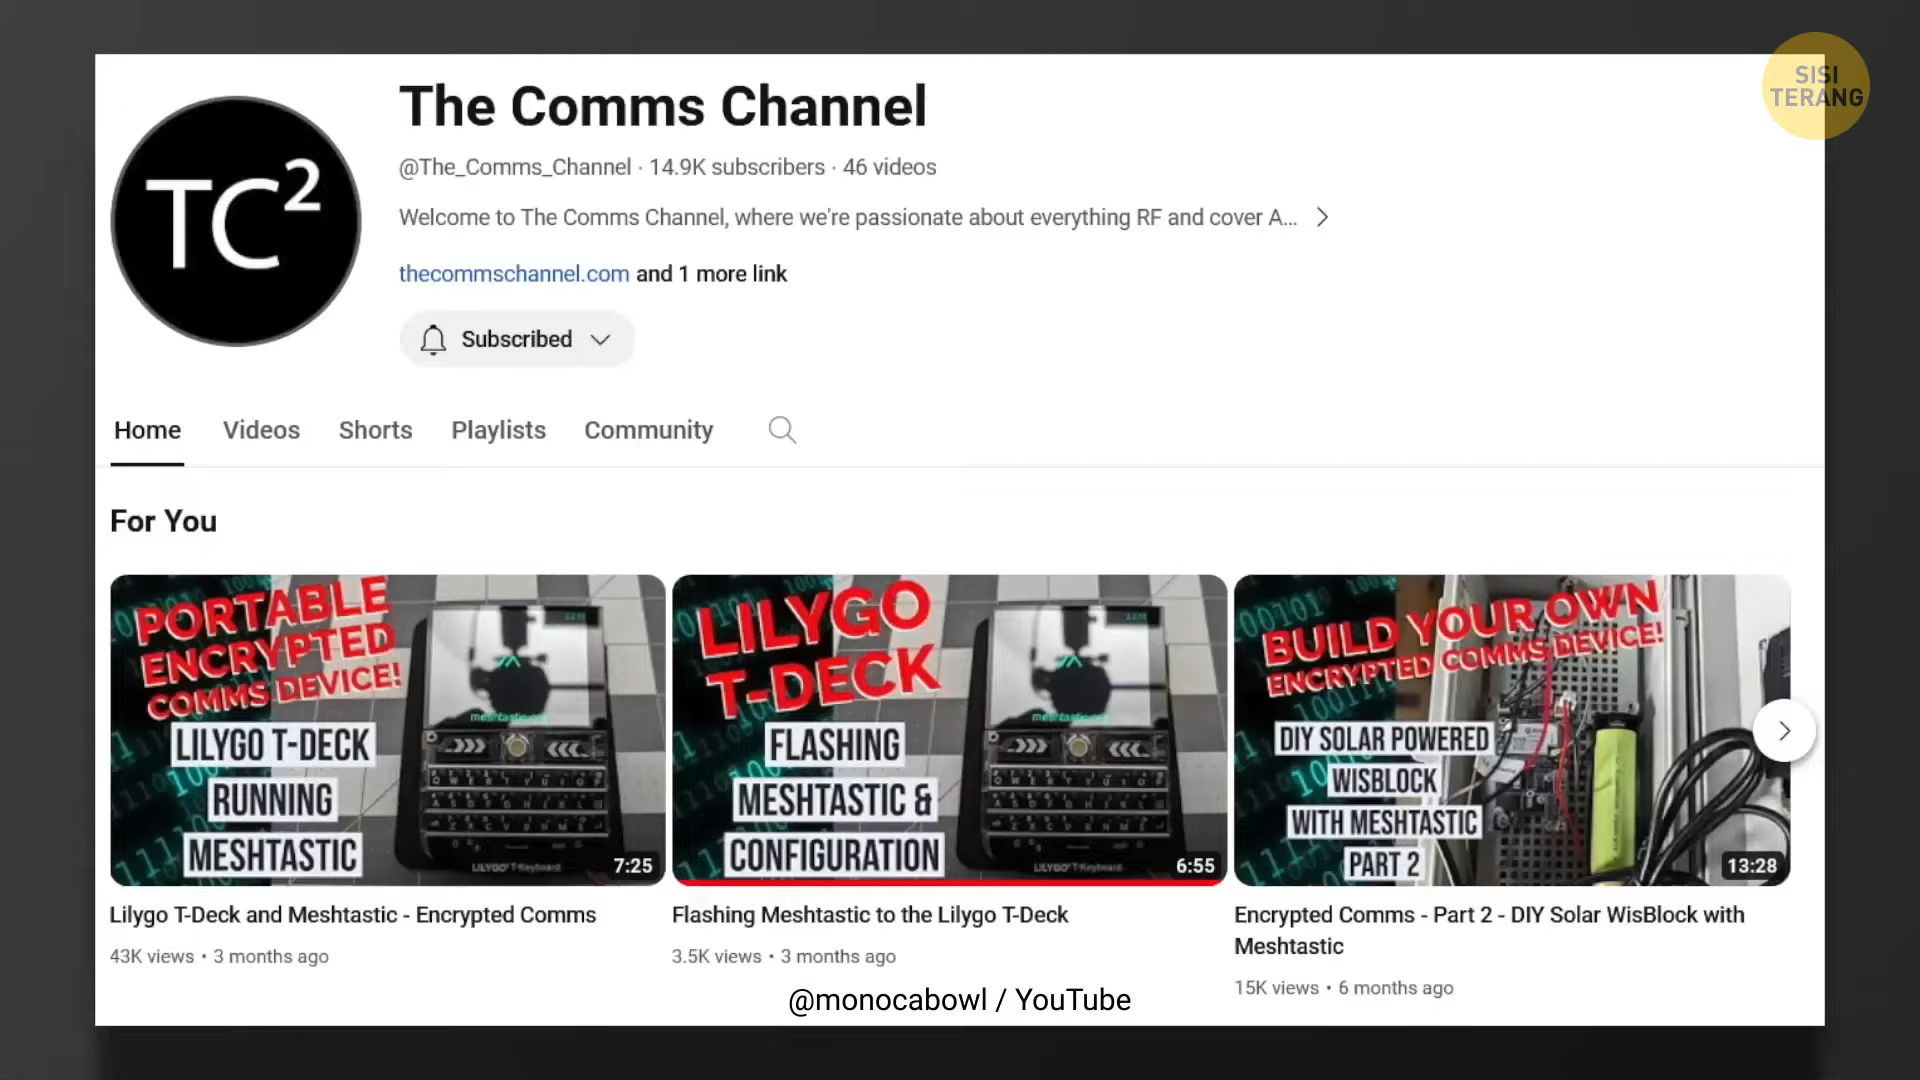 SISI
TERANG
TC²
The Comms Channel
@The_Comms_Channel · 14.9K subscribers · 46 videos
Welcome to The Comms Channel, where we're passionate about everything RF and cover A...
thecommschannel.com and 1 more link
Subscribed
Home
Videos
Shorts
Playlists
Community
For You
PORTABLE
ENCRYPTED
COMMS DEVICE!
LILYGO T-DECK
RUNNING
MESHTASTIC
7:25
LILYGO
T-DECK
FLASHING
MESHTASTIC &
CONFIGURATION
6:55
BUILD YOUR OWN
ENCRYPTED COMMS DEVICE!
DIY SOLAR POWERED
WISBLOCK
WITH MESHTASTIC
PART 2
13:28
Lilygo T-Deck and Meshtastic - Encrypted Comms
43K views • 3 months ago
Flashing Meshtastic to the Lilygo T-Deck
3.5K views • 3 months ago
Encrypted Comms - Part 2 - DIY Solar WisBlock with
Meshtastic
15K views • 6 months ago
@monocabowl / YouTube